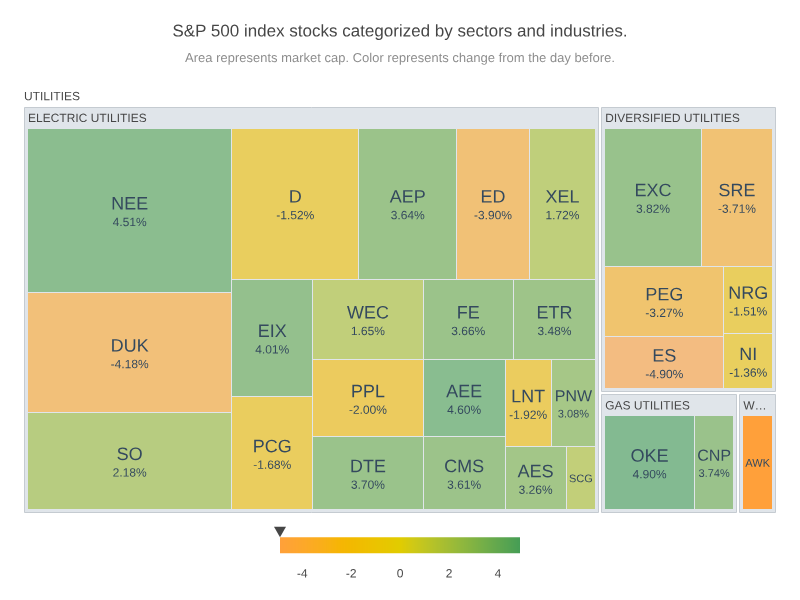 S&P 500 index stocks categorized by sectors and industries.
Area represents market cap. Color represents change from the day before.
UTILITIES
ELECTRIC UTILITIES
NEE
4.51%
DUK
-4.18%
SO
2.18%
D
-1.52%
AEP
3.64%
ED
-3.90%
XEL
1.72%
EIX
4.01%
PCG
-1.68%
WEC
1.65%
FE
3.66%
ETR
3.48%
PPL
-2.00%
AEE
4.60%
LNT
-1.92%
PNW
3.08%
DTE
3.70%
CMS
3.61%
AES
3.26%
SCG
DIVERSIFIED UTILITIES
EXC
3.82%
SRE
-3.71%
PEG
-3.27%
NRG
-1.51%
ES
-4.90%
NI
-1.36%
GAS UTILITIES
OKE
4.90%
CNP
3.74%
W…
AWK
-4
-2
0
2
4